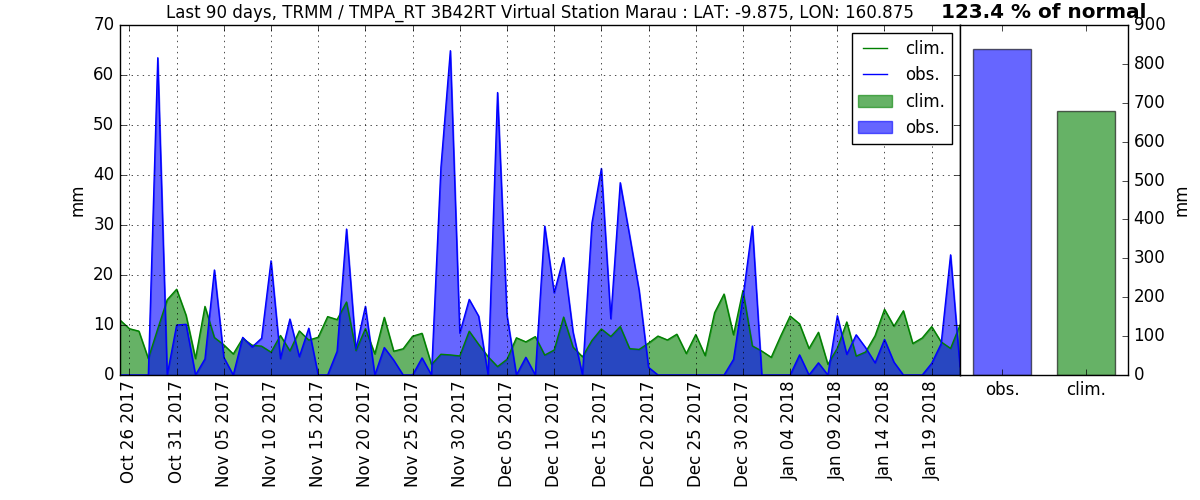 Last 90 days, TRMM / TMPA_RT 3B42RT Virtual Station Marau : LAT: -9.875, LON: 160.875
123.4 % of normal
70
60
50
40
30
20
10
0
mm
clim.
obs.
clim.
obs.
900
800
700
600
500
400
300
200
100
0
mm
obs.
clim.
Oct 26 2017
Oct 31 2017
Nov 05 2017
Nov 10 2017
Nov 15 2017
Nov 20 2017
Nov 25 2017
Nov 30 2017
Dec 05 2017
Dec 10 2017
Dec 15 2017
Dec 20 2017
Dec 25 2017
Dec 30 2017
Jan 04 2018
Jan 09 2018
Jan 14 2018
Jan 19 2018